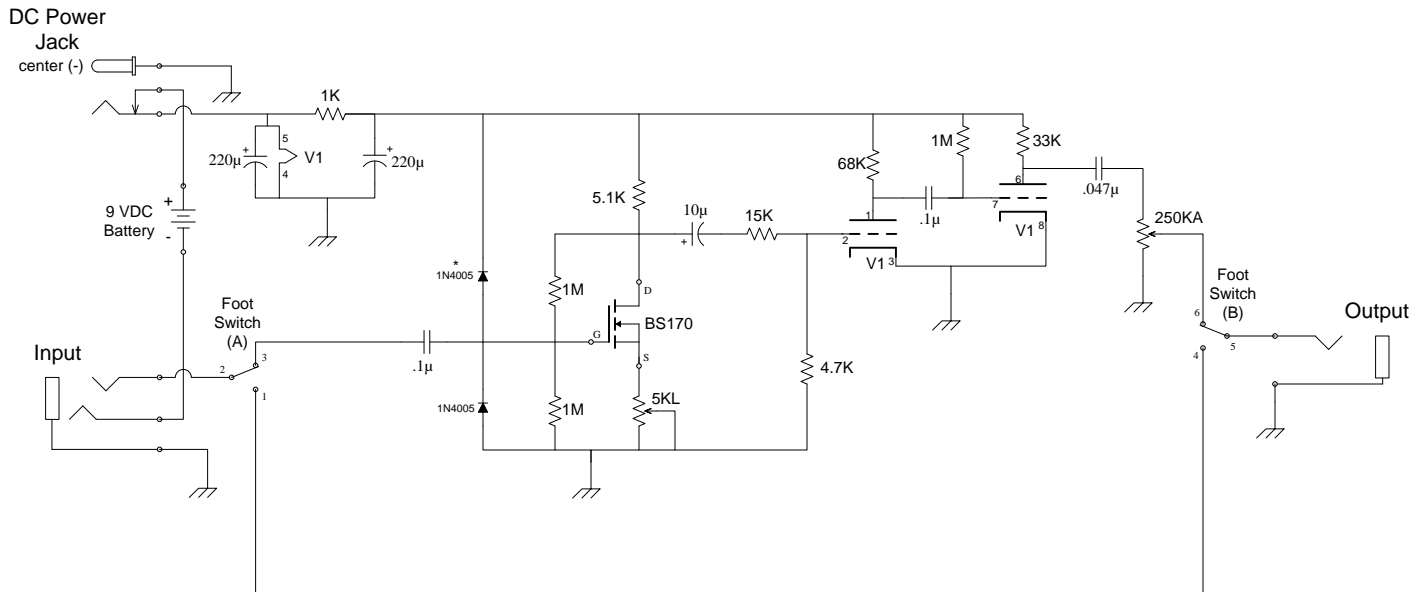 DC Power
Jack
center (-)
1K
5
V1
4
220µ
+
+
220µ
9 VDC
Battery
+
-
5.1K
68K
1M
33K
10µ
+
15K
1
2
V1
3
.1µ
6
7
V1
8
.047µ
250KA
*
1N4005
1M
D
G
BS170
S
Foot
Switch
(A)
Input
2
3
1
.1µ
1N4005
1M
5KL
4.7K
Foot
Switch
(B)
6
5
4
Output